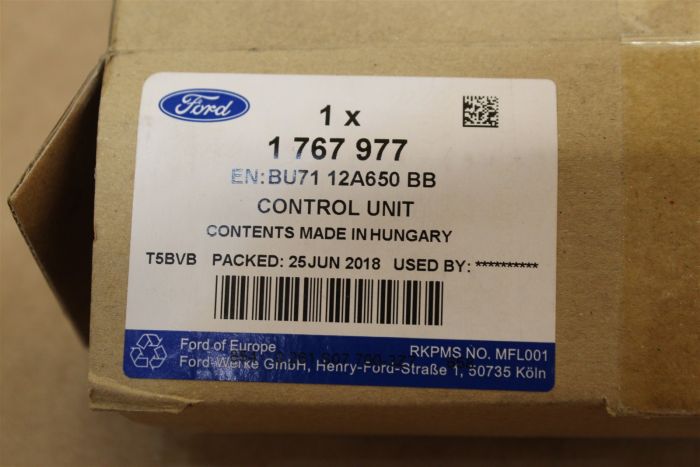 Ford
1 x
1 767 977
EN:BU71 12A650 BB
CONTROL UNIT
CONTENTS MADE IN HUNGARY
T5BVB PACKED: 25JUN 2018 USED BY: **********
Ford of Europe RKPMS NO. MFL001
Ford-Werke GmbH, Henry-Ford-Straße 1, 50735 Köln